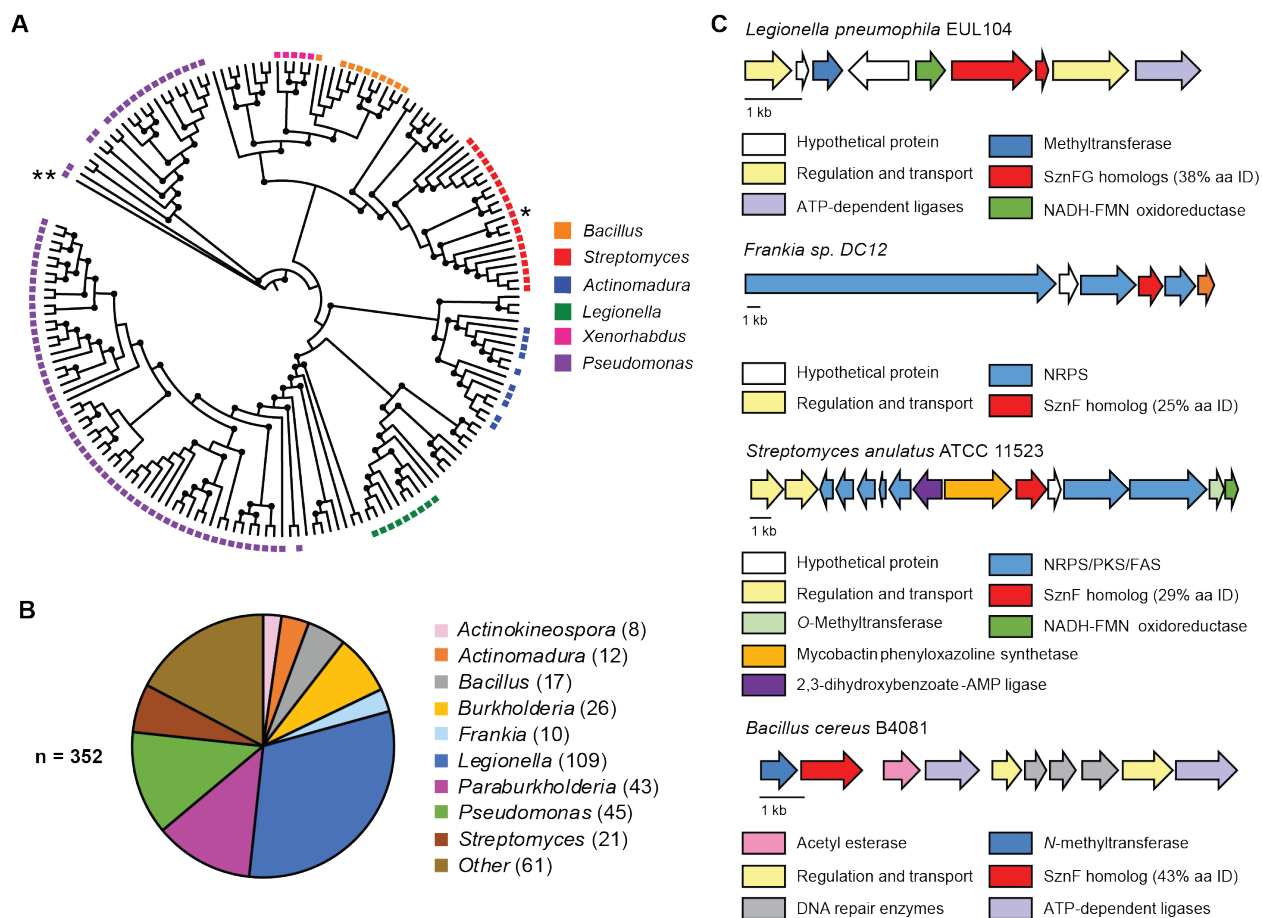 A
**
*
Bacillus
Streptomyces
Actinomadura
Legionella
Xenorhabdus
Pseudomonas
B
n = 352
Actinokineospora (8)
Actinomadura (12)
Bacillus (17)
Burkholderia (26)
Frankia (10)
Legionella (109)
Paraburkholderia (43)
Pseudomonas (45)
Streptomyces (21)
Other (61)
C
Legionella pneumophila EUL104
1 kb
Hypothetical protein
Regulation and transport
ATP-dependent ligases
Methyltransferase
SznFG homologs (38% aa ID)
NADH-FMN oxidoreductase
Frankia sp. DC12
1 kb
Hypothetical protein
Regulation and transport
NRPS
SznF homolog (25% aa ID)
Streptomyces anulatus ATCC 11523
1 kb
Hypothetical protein
Regulation and transport
O-Methyltransferase
Mycobactin phenyloxazoline synthetase
2,3-dihydroxybenzoate-AMP ligase
NRPS/PKS/FAS
SznF homolog (29% aa ID)
NADH-FMN oxidoreductase
Bacillus cereus B4081
1 kb
Acetyl esterase
Regulation and transport
DNA repair enzymes
N-methyltransferase
SznF homolog (43% aa ID)
ATP-dependent ligases